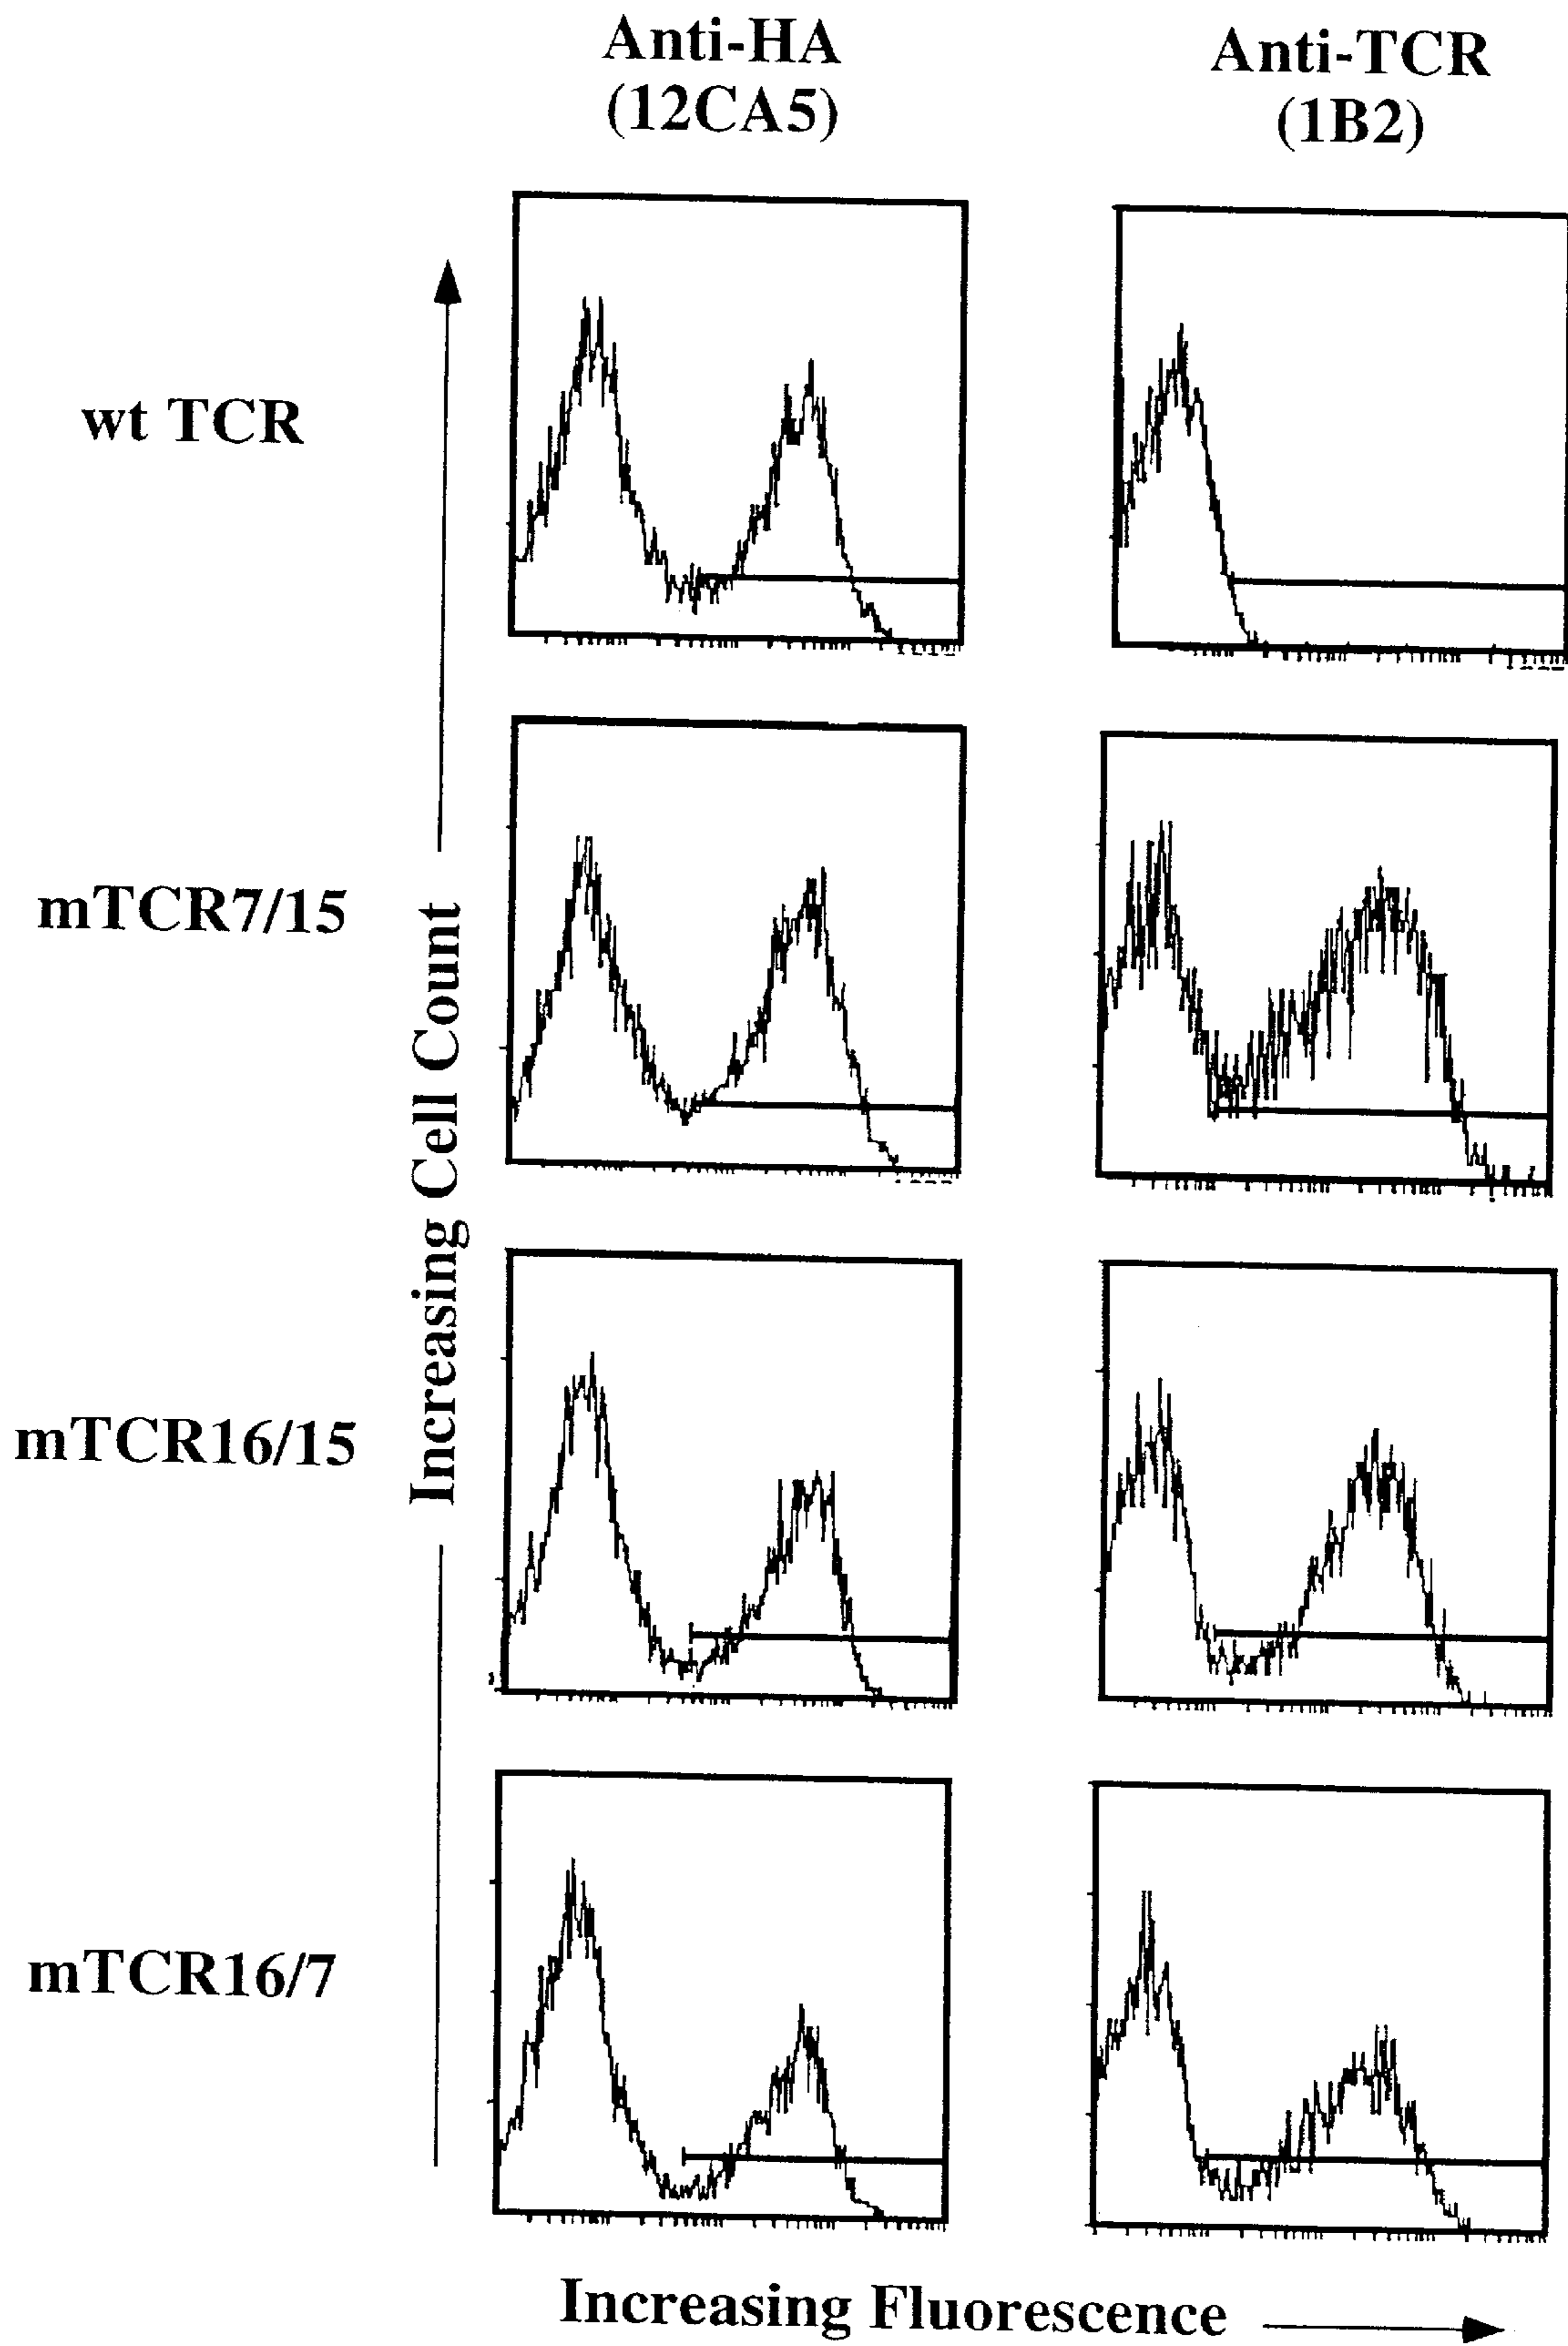 Anti-HA
(12CA5)
Anti-TCR
(1B2)
wt TCR
mTCR7/15
mTCR16/15
mTCR16/7
Increasing Cell Count
Increasing Fluorescence